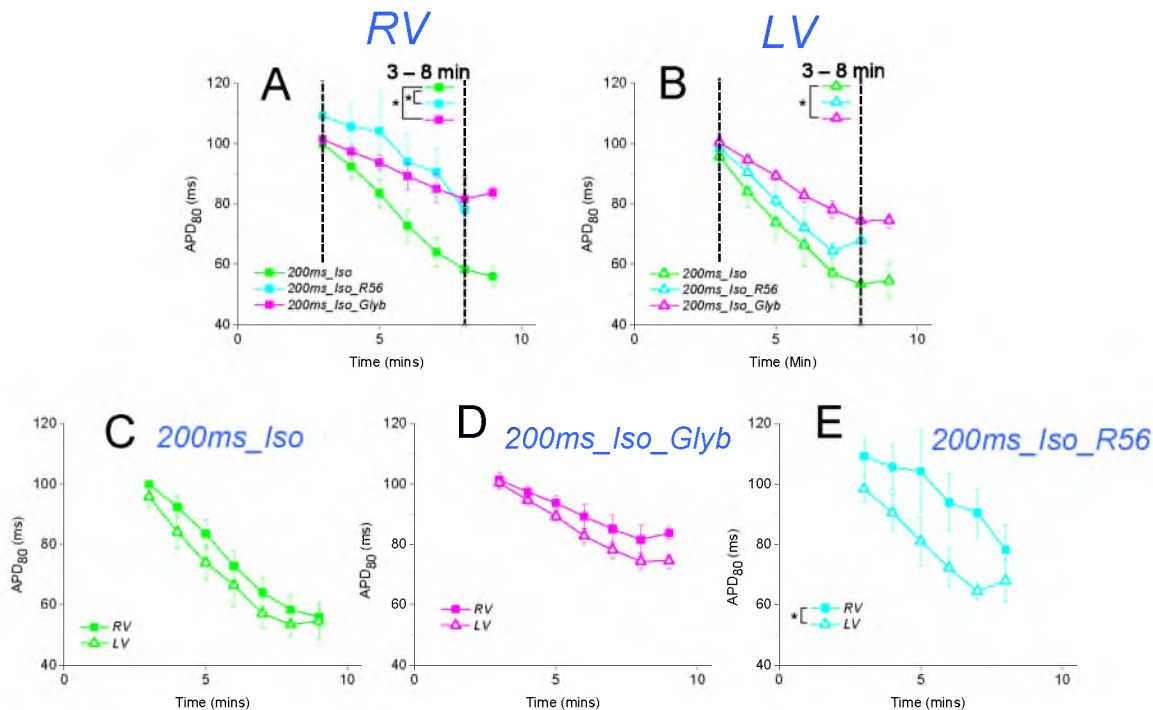 RV
LV
A
3 – 8 min
*
*
120
100
80
60
40
APD80 (ms)
200ms_Iso
200ms_Iso_R56
200ms_Iso_Glyb
0
5
10
Time (mins)
B
3 – 8 min
*
120
100
80
60
40
APD80 (ms)
200ms_Iso
200ms_Iso_R56
200ms_Iso_Glyb
0
5
10
Time (Min)
C
200ms_Iso
120
100
80
60
40
APD80 (ms)
RV
LV
0
5
10
Time (mins)
D
200ms_Iso_Glyb
120
100
80
60
40
APD80 (ms)
RV
LV
0
5
10
Time (mins)
E
200ms_Iso_R56
120
100
80
60
40
APD80 (ms)
*
RV
LV
0
5
10
Time (mins)